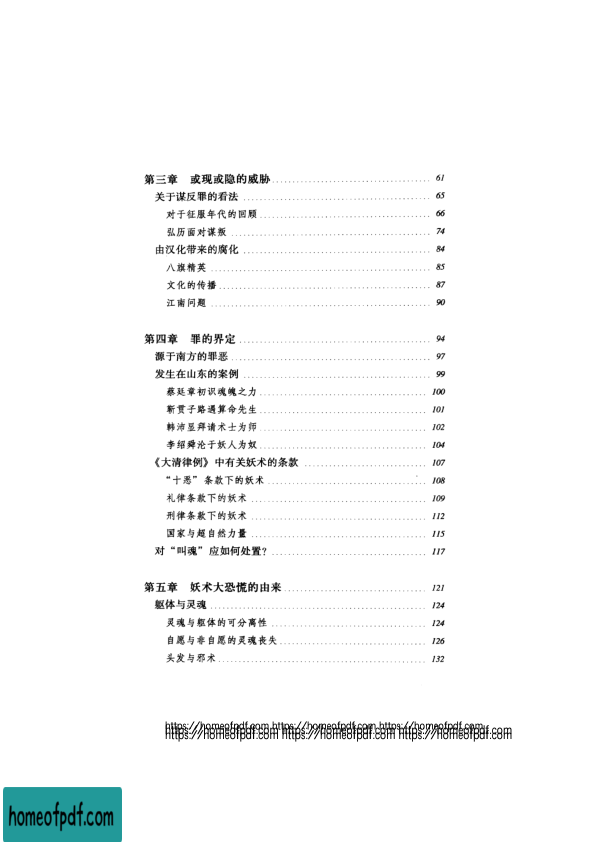 第三章 或现或隐的威胁 61
关于谋反罪的看法 65
对于征服年代的回顾 66
弘历面对谋叛 74
由汉化带来的腐化 84
八旗精英 85
文化的传播 87
江南问题 90
第四章 罪的界定 94
源于南方的罪恶 97
发生在山东的案例 99
蔡廷章初识魂魄之力 100
靳贯子路遇算命先生 101
韩沛显拜请术士为师 102
李绍舜沦于妖人为奴 104
《大清律例》中有关妖术的条款 107
“十恶”条款下的妖术 108
礼律条款下的妖术 109
刑律条款下的妖术 112
国家与超自然力量 115
对“叫魂”应如何处置？ 117
第五章 妖术大恐慌的由来 121
躯体与灵魂 124
灵魂与躯体的可分离性 124
自愿与非自愿的灵魂丧失 126
头发与邪术 132
https://homeofpdf.com https://homeofpdf.com https://homeofpdf.com
https://homeofpdf.com https://homeofpdf.com https://homeofpdf.com
homeofpdf.com